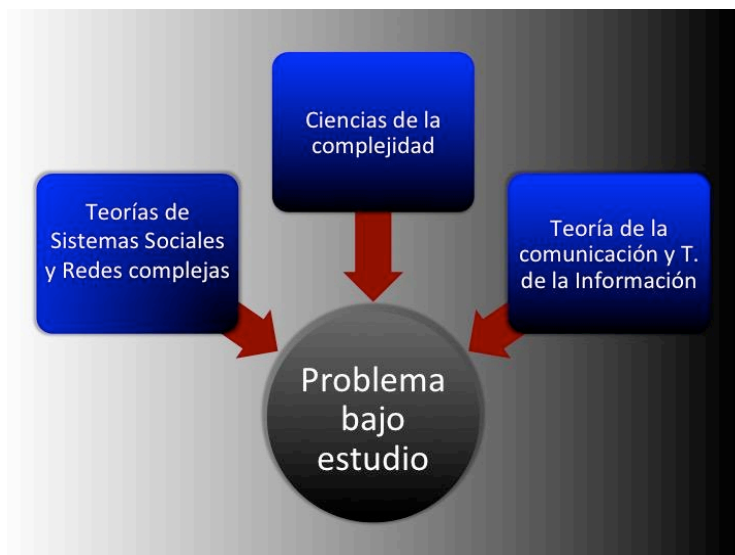 Ciencias de la
complejidad
Teorías de
Sistemas Sociales
y Redes complejas
Teoría de la
comunicación y T.
de la Información
Problema
bajo
estudio